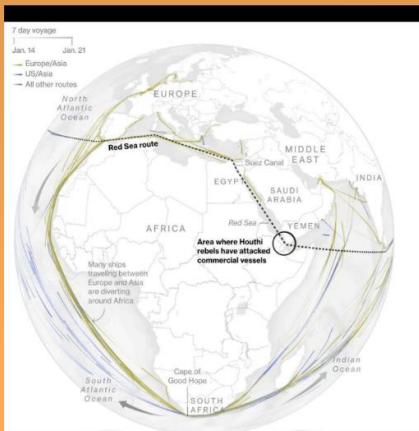 7 day voyage
Jan. 14 Jan. 21
Europe/Asia
US/Asia
All other routes
North
Atlantic
Ocean
EUROPE
Red Sea route
Suez Canal
MIDDLE
EAST
EGYPT
INDIA
SAUDI
ARABIA
Red Sea
YEMEN
AFRICA
Area where Houthi
rebels have attacked
commercial vessels
Many ships
traveling between
Europe and Asia
are diverting
around Africa
Indian
Ocean
Cape of
Good Hope
South
Atlantic
Ocean
SOUTH
AFRICA